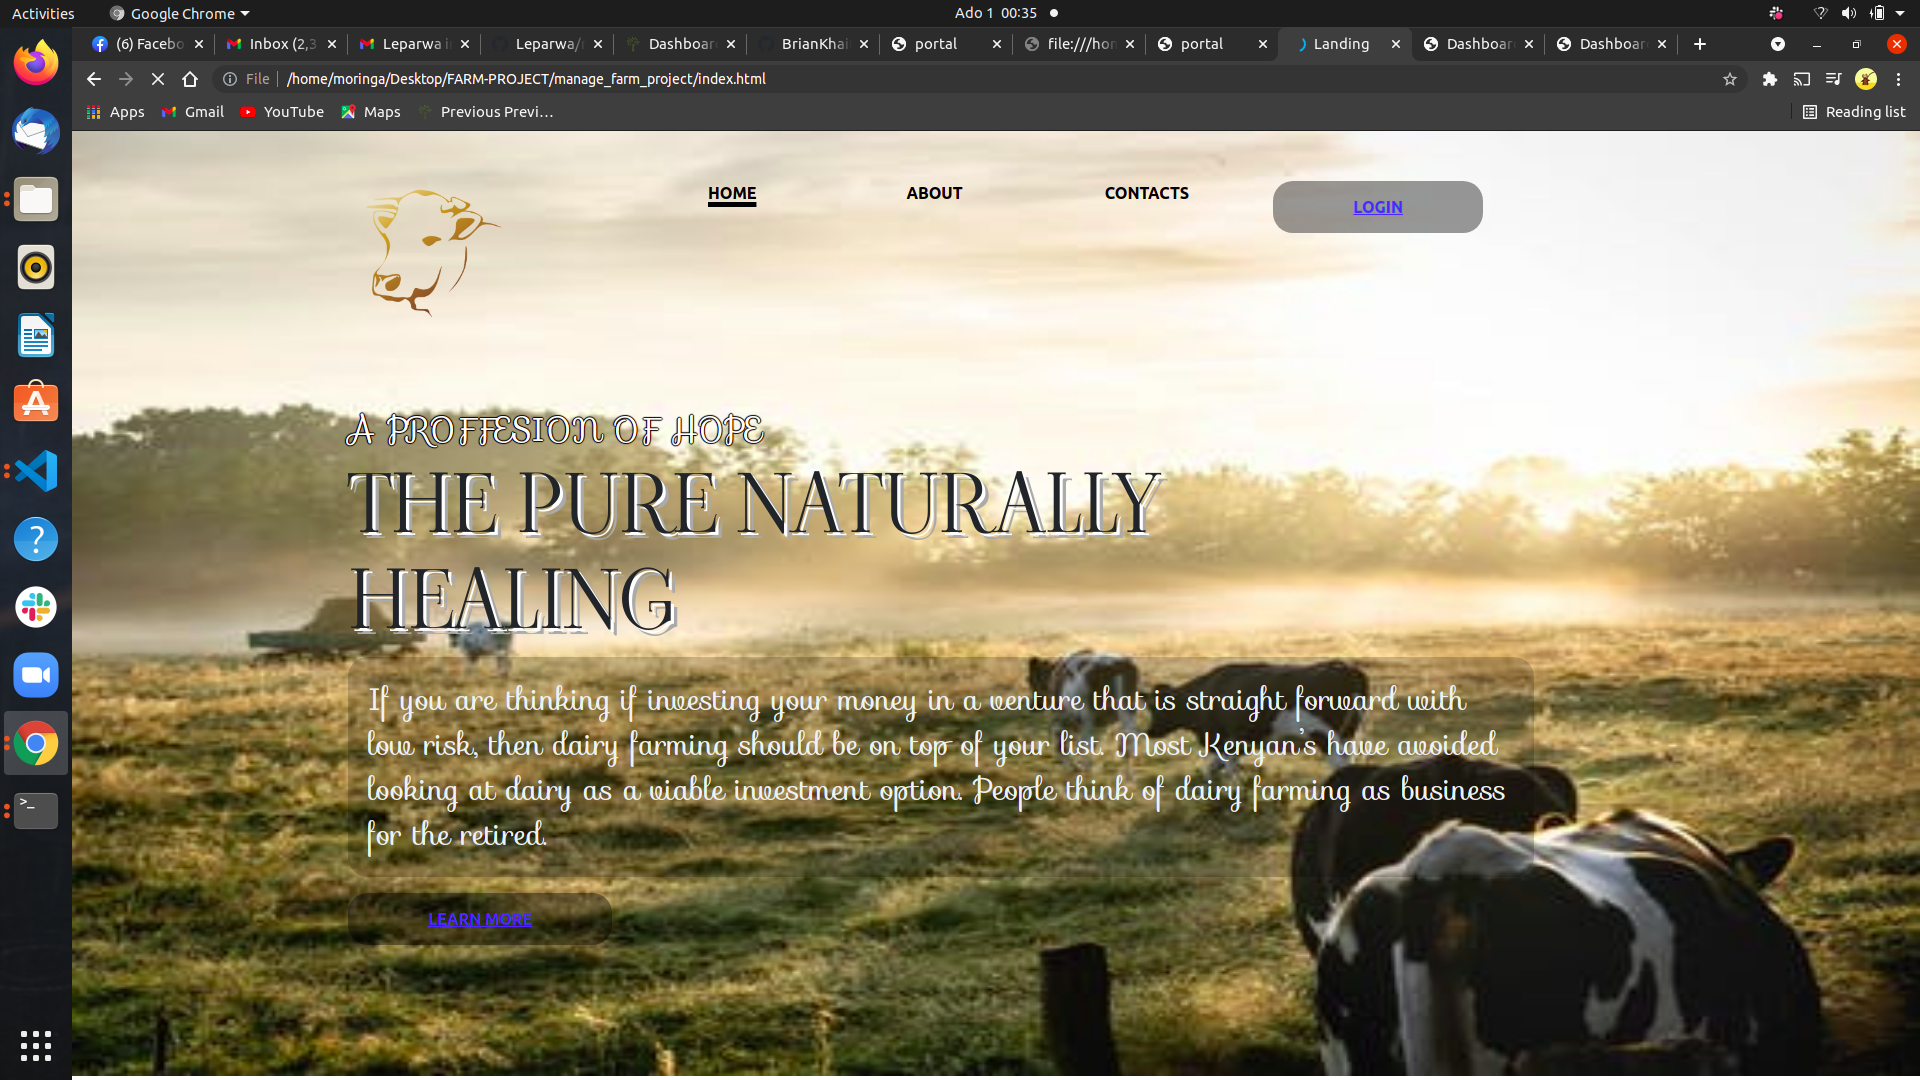 Activities
Google Chrome
Ado 1 00:35
(6) Facebo
Inbox (2,3
Leparwa i
Leparwa/
Dashboar
BrianKhai
portal
file:///hon
portal
Landing
Dashboar
Dashboar
File
/home/moringa/Desktop/FARM-PROJECT/manage_farm_project/index.html
Apps
Gmail
YouTube
Maps
Previous Previ...
Reading list
HOME
ABOUT
CONTACTS
LOGIN
A PROFFESION OF HOPE
THE PURE NATURALLY
HEALING
If you are thinking if investing your money in a venture that is straight forward with
low risk, then dairy farming should be on top of your list. Most Kenyan's have avoided
looking at dairy as a viable investment option. People think of dairy farming as business
for the retired.
LEARN MORE